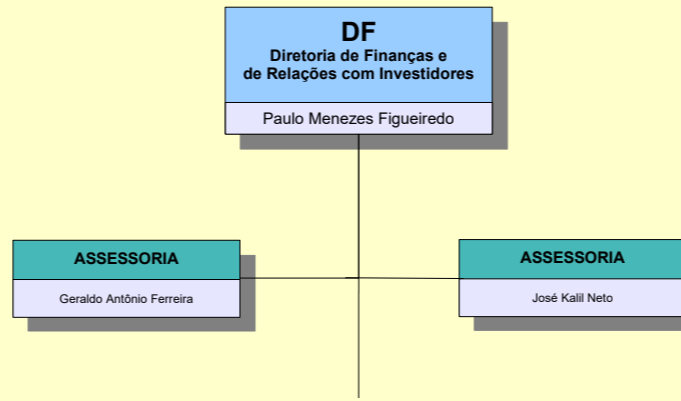 DF
Diretoria de Finanças e
de Relações com Investidores
Paulo Menezes Figueiredo
ASSESSORIA
Geraldo Antônio Ferreira
ASSESSORIA
José Kalil Neto